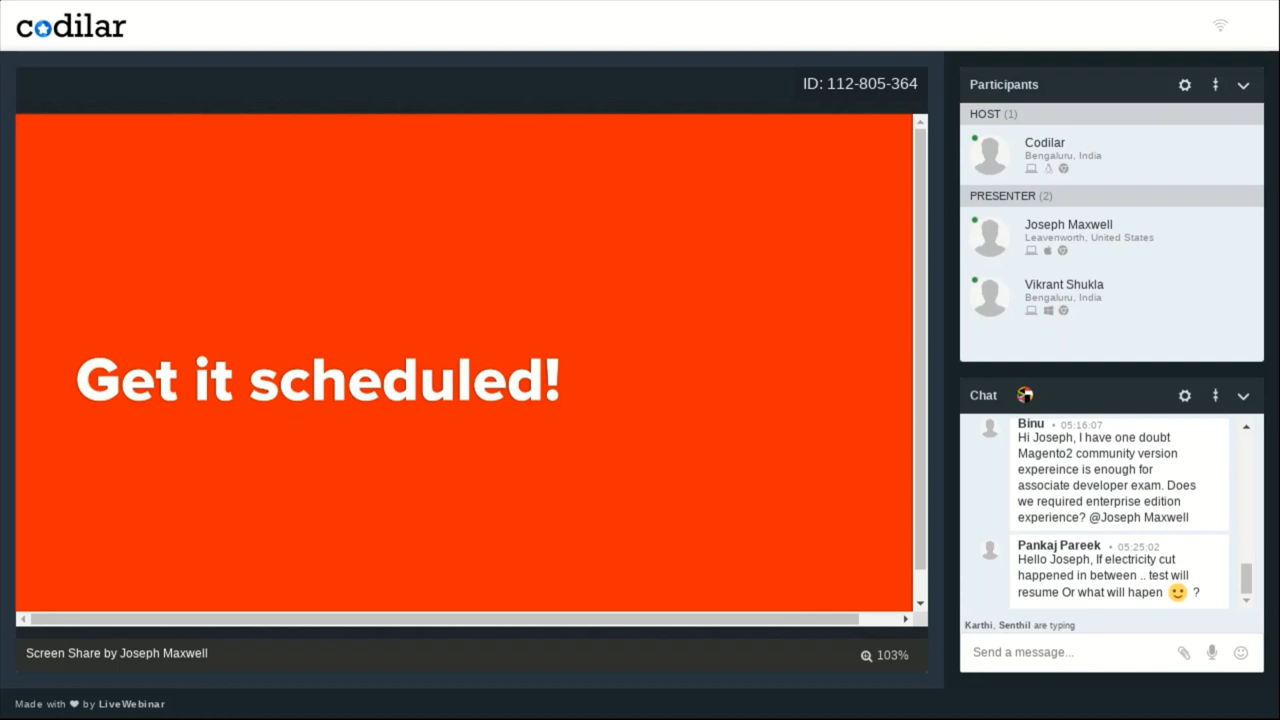 codilar
ID: 112-805-364
Get it scheduled!
Screen Share by Joseph Maxwell
103%
Participants
HOST (1)
Codilar
Bengaluru, India
PRESENTER (2)
Joseph Maxwell
Leavenworth, United States
Vikrant Shukla
Bengaluru, India
Chat
Binu • 05:16:07
Hi Joseph, I have one doubt
Magento2 community version
expereince is enough for
associate developer exam. Does
we required enterprise edition
experience? @Joseph Maxwell
Pankaj Pareek • 05:25:02
Hello Joseph, If electricity cut
happened in between .. test will
resume Or what will hapen 🙂 ?
Karthi, Senthil are typing
Send a message...
Made with ❤ by LiveWebinar